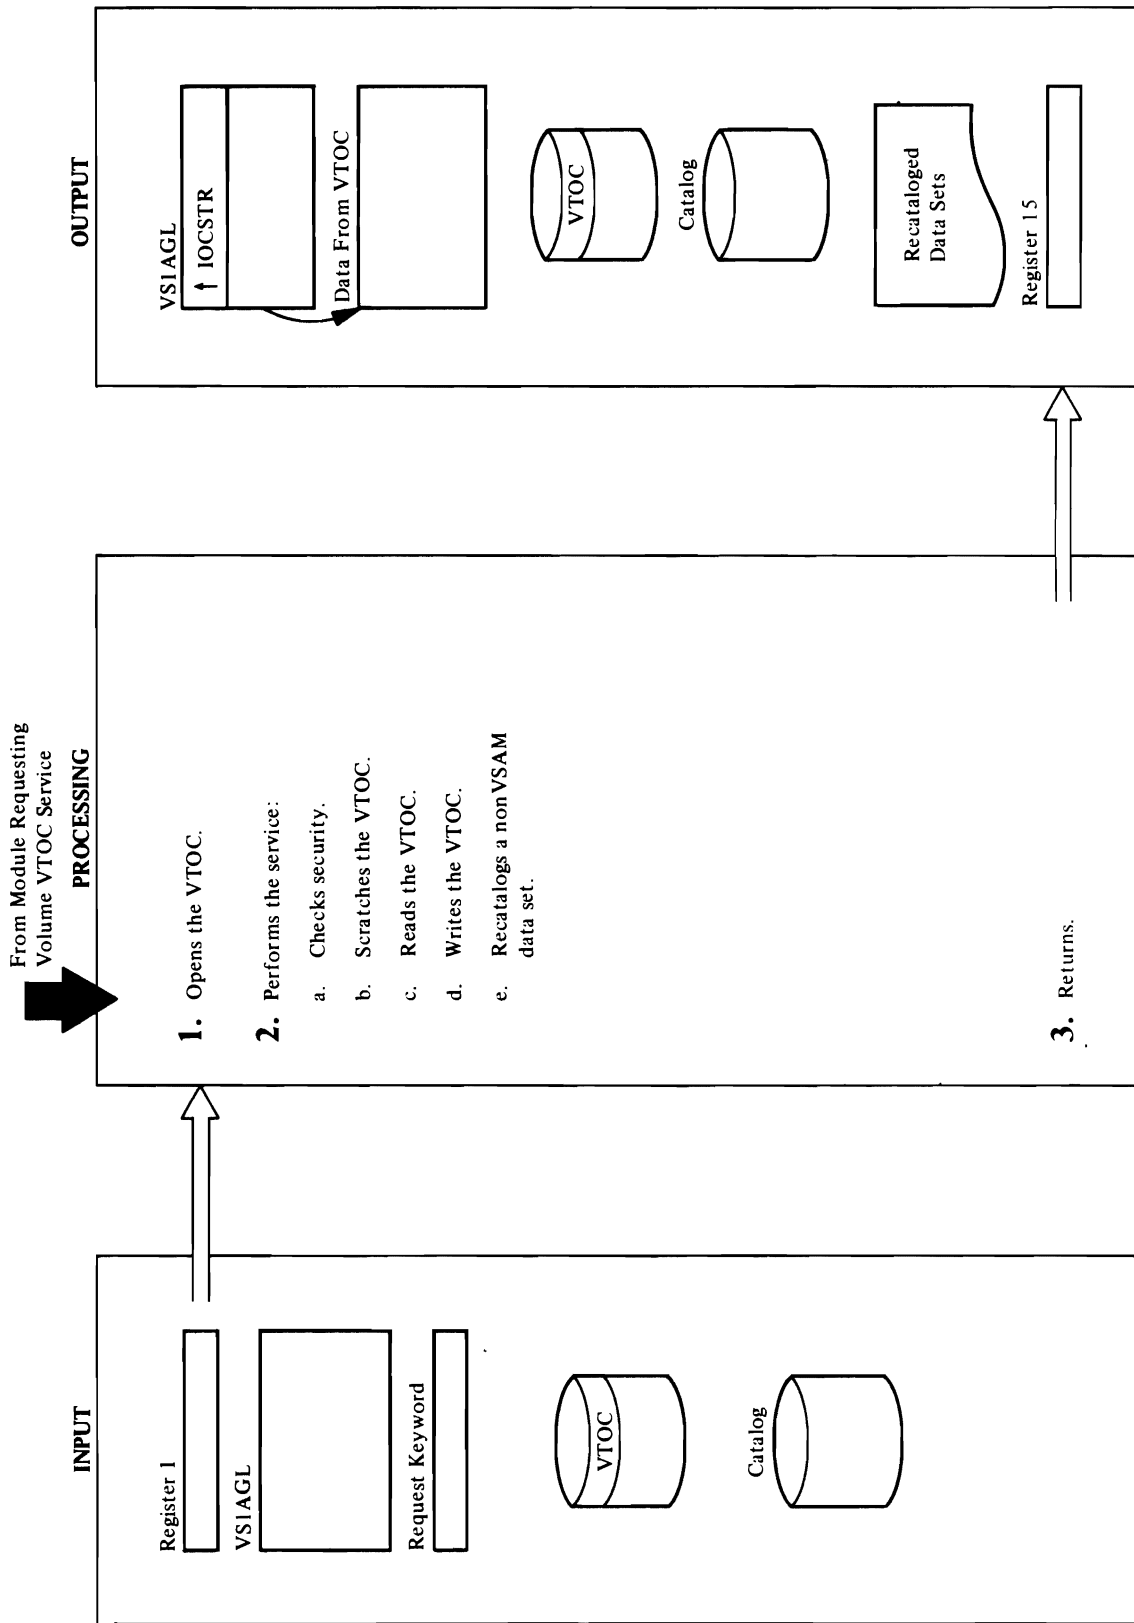 From Module Requesting
Volume VTOC Service
INPUT
Register 1
VS1AGL
Request Keyword
VTOC
Catalog
PROCESSING
1. Opens the VTOC.
2. Performs the service:
a. Checks security.
b. Scratches the VTOC.
c. Reads the VTOC.
d. Writes the VTOC.
e. Recatalogs a nonVSAM
data set.
3. Returns.
OUTPUT
VS1AGL
↑ IOCSTR
Data From VTOC
VTOC
Catalog
Recataloged
Data Sets
Register 15